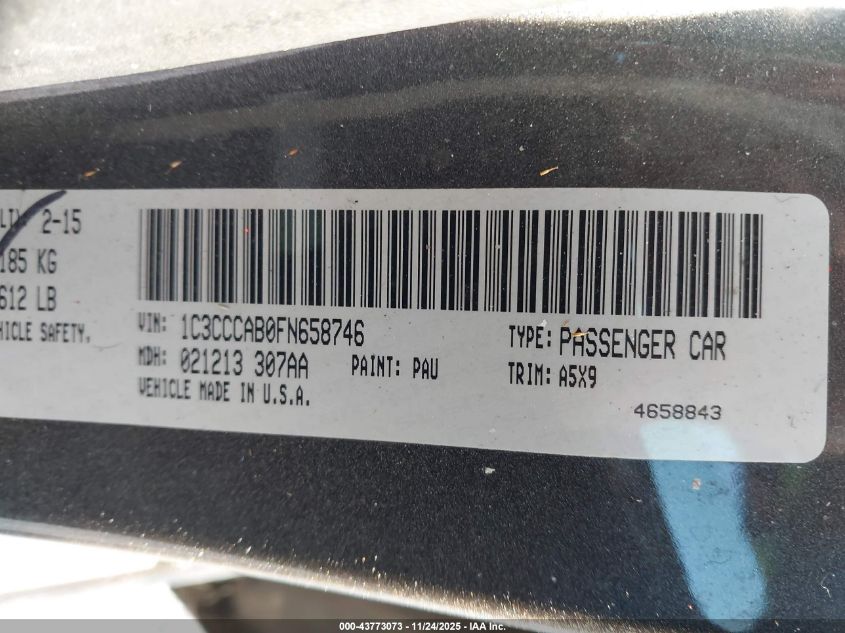 2-15
185 KG
612 LB
VEHICLE SAFETY.
VIN: 1C3CCCAB0FN658746
TYPE: PASSENGER CAR
MDH: 021213 307AA
PAINT: PAU
TRIM: A5X9
VEHICLE MADE IN U.S.A.
4658843
000-43773073 - 11/24/2025 - IAA Inc.